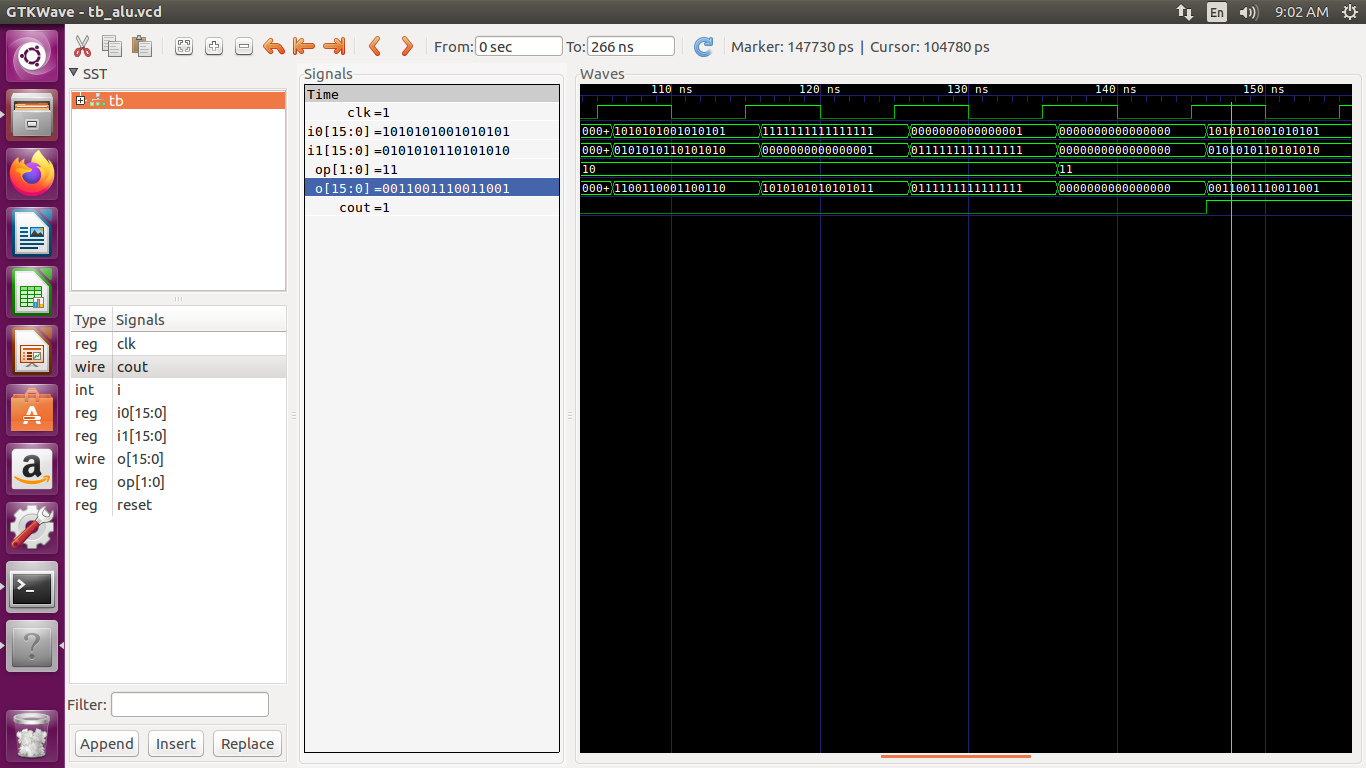 GTKWave - tb_alu.vcd
En
9:02 AM
From: 0 sec To: 266 ns
Marker: 147730 ps | Cursor: 104780 ps
SST
tb
Type Signals
reg clk
wire cout
int i
reg i0[15:0]
reg i1[15:0]
wire o[15:0]
reg op[1:0]
reg reset
Filter:
Append Insert Replace
Signals
Time
clk =1
i0[15:0] =1010101001010101
i1[15:0] =0101010110101010
op[1:0] =11
o[15:0] =0011001110011001
cout =1
Waves
110 ns 120 ns 130 ns 140 ns 150 ns
000+ 1010101001010101 1111111111111111 0000000000000001 0000000000000000 1010101001010101
000+ 0101010110101010 0000000000000001 0111111111111111 0000000000000000 0101010110101010
10 11
000+ 1100110001100110 1010101010101011 0111111111111111 0000000000000000 0011001110011001